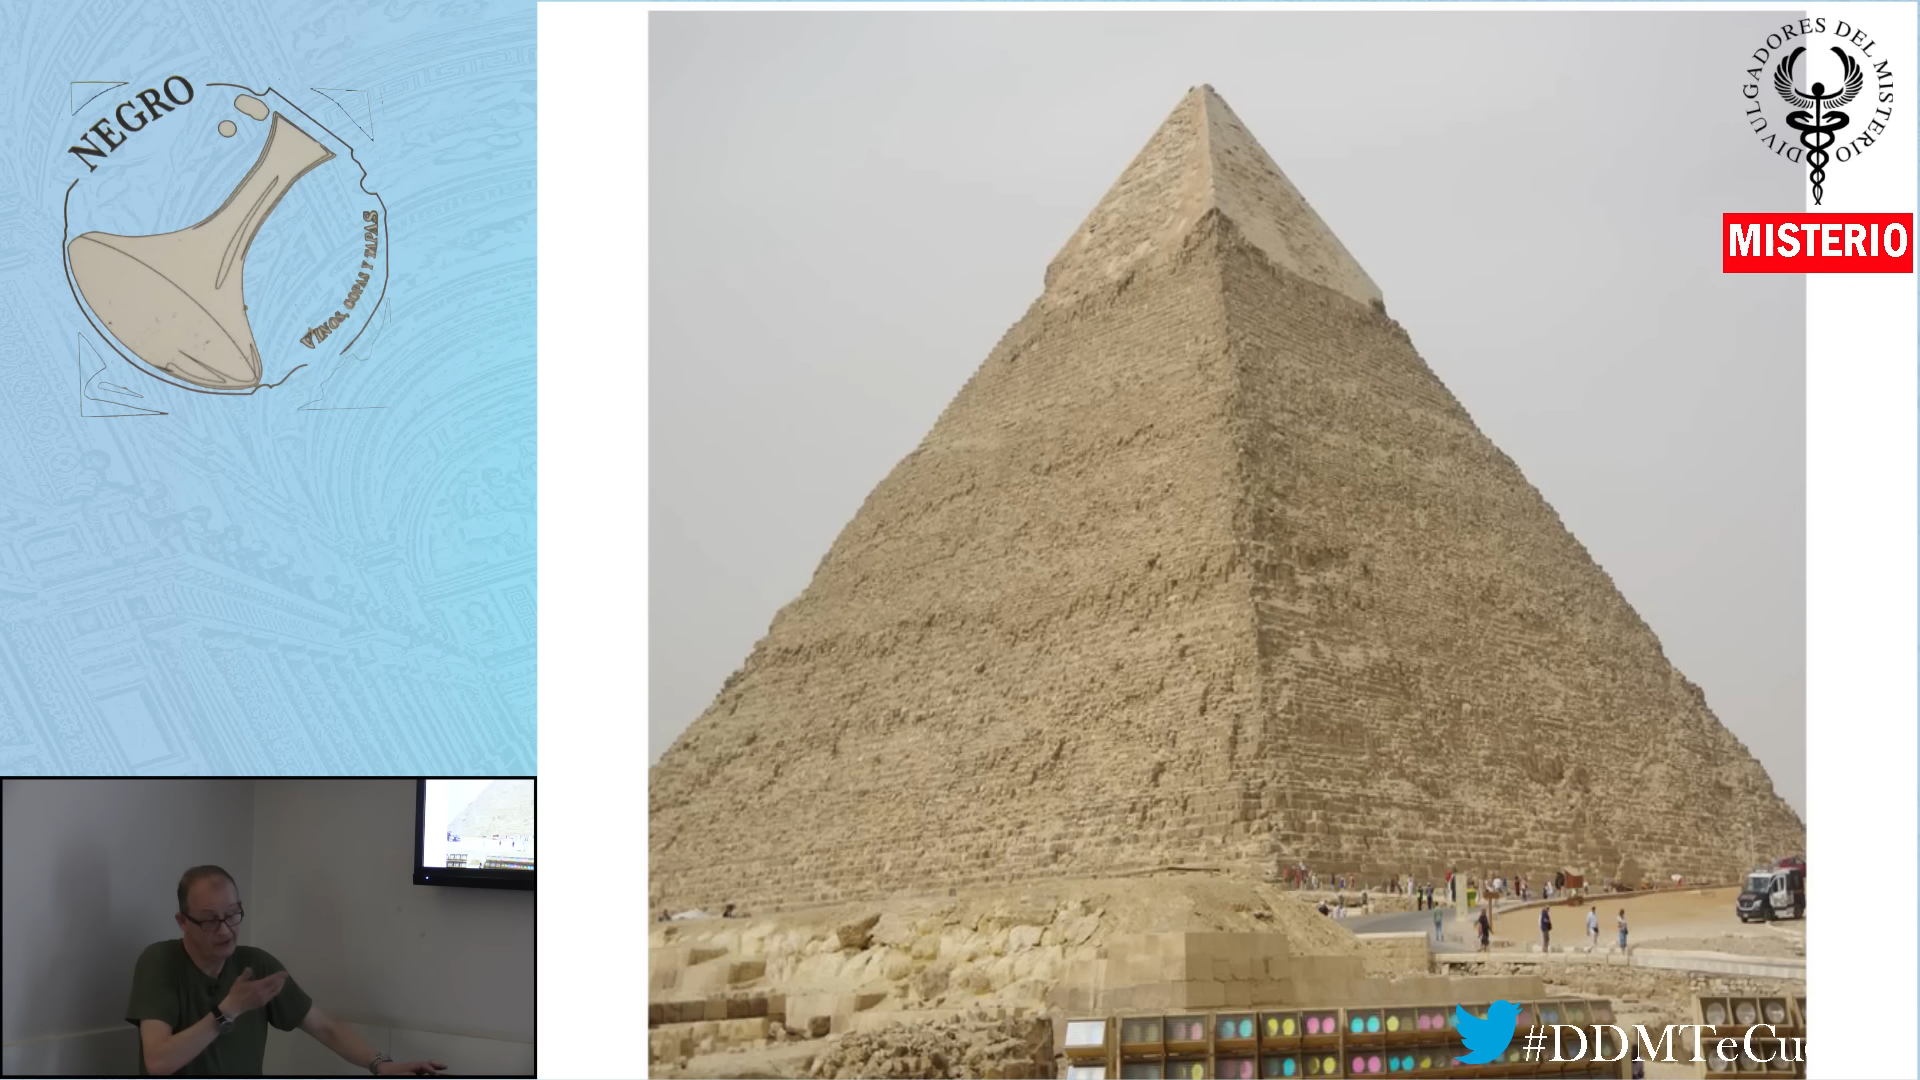 NEGRO
VINOS, COPAS Y TAPAS
DIVULGADORES DEL MISTERIO
MISTERIO
#DDMTeCu